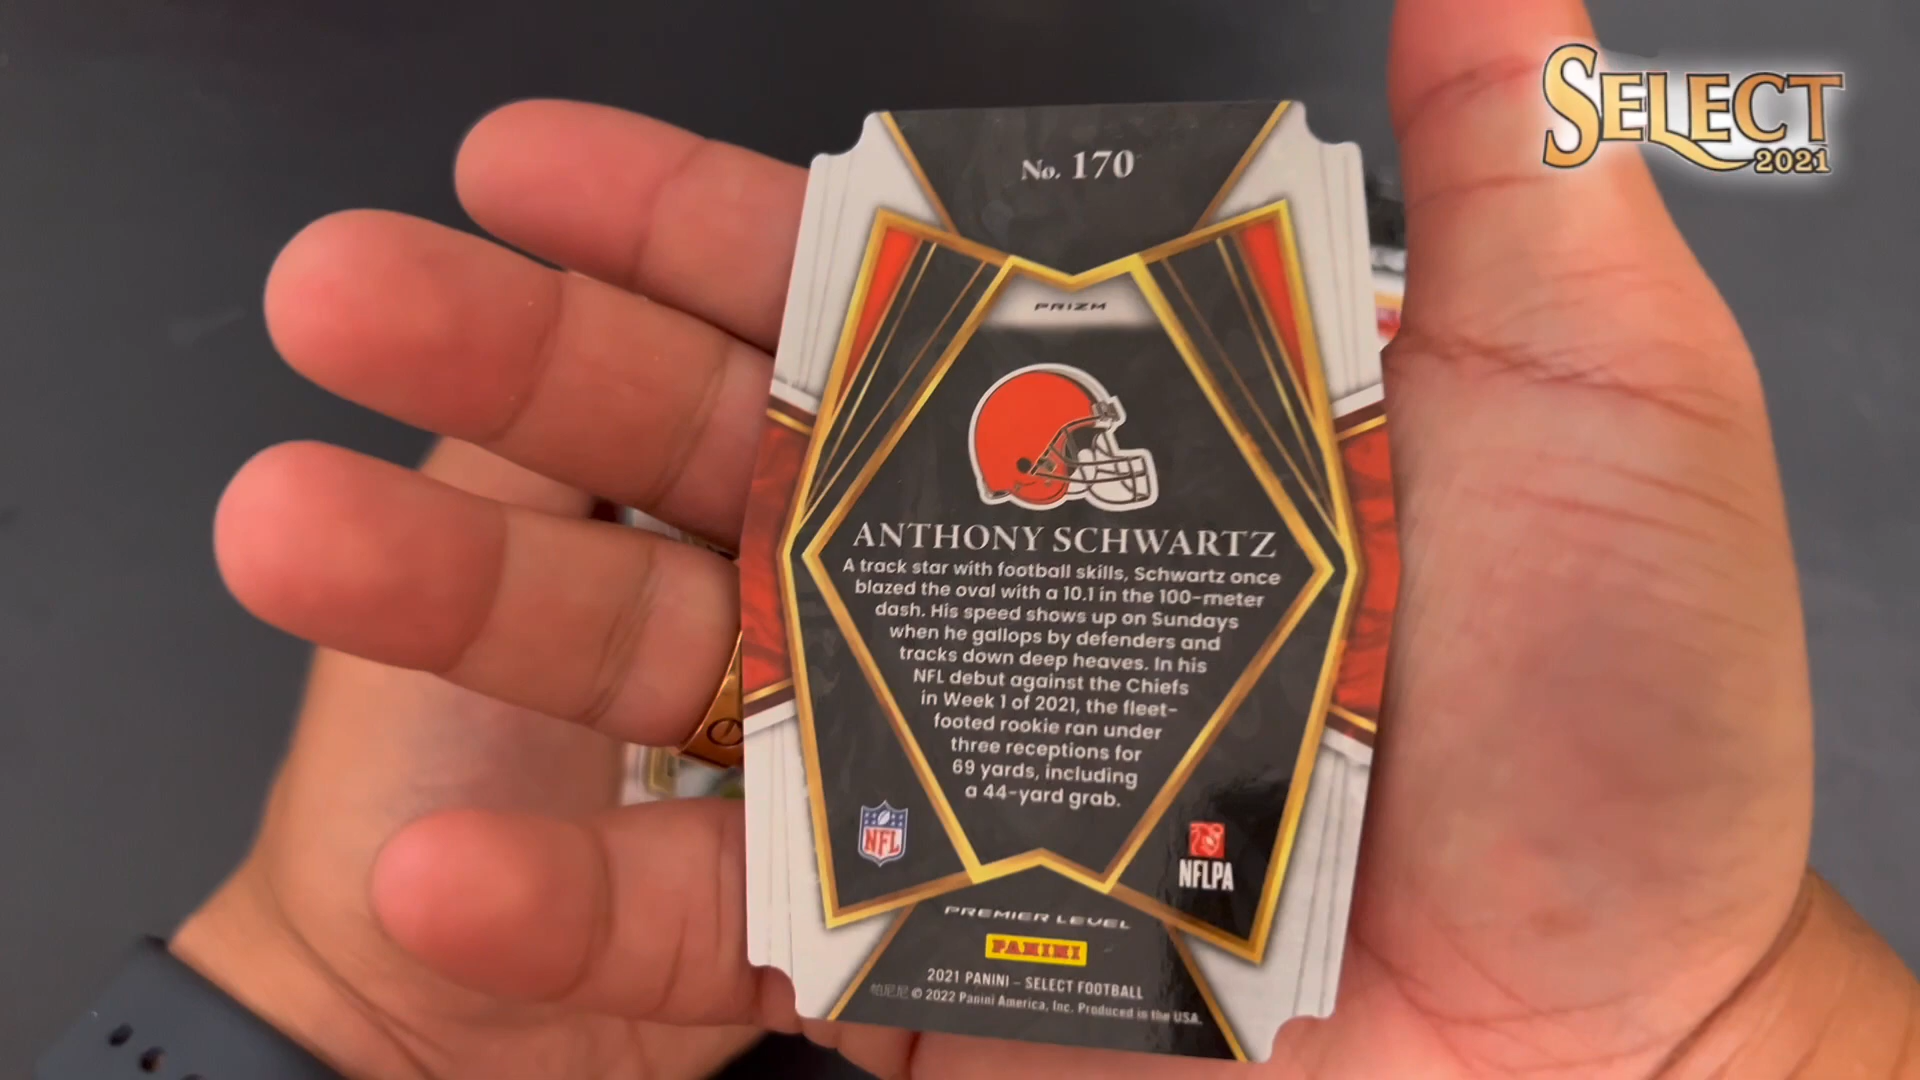 SELECT
2021
No. 170
PRIZM
ANTHONY SCHWARTZ
A track star with football skills, Schwartz once
blazed the oval with a 10.1 in the 100-meter
dash. His speed shows up on Sundays
when he gallops by defenders and
tracks down deep heaves. In his
NFL debut against the Chiefs
in Week 1 of 2021, the fleet-
footed rookie ran under
three receptions for
69 yards, including
a 44-yard grab.
NFL
NFLPA
PREMIER LEVEL
PANINI
2021 PANINI – SELECT FOOTBALL
帕尼尼 © 2022 Panini America, Inc. Produced in the USA.